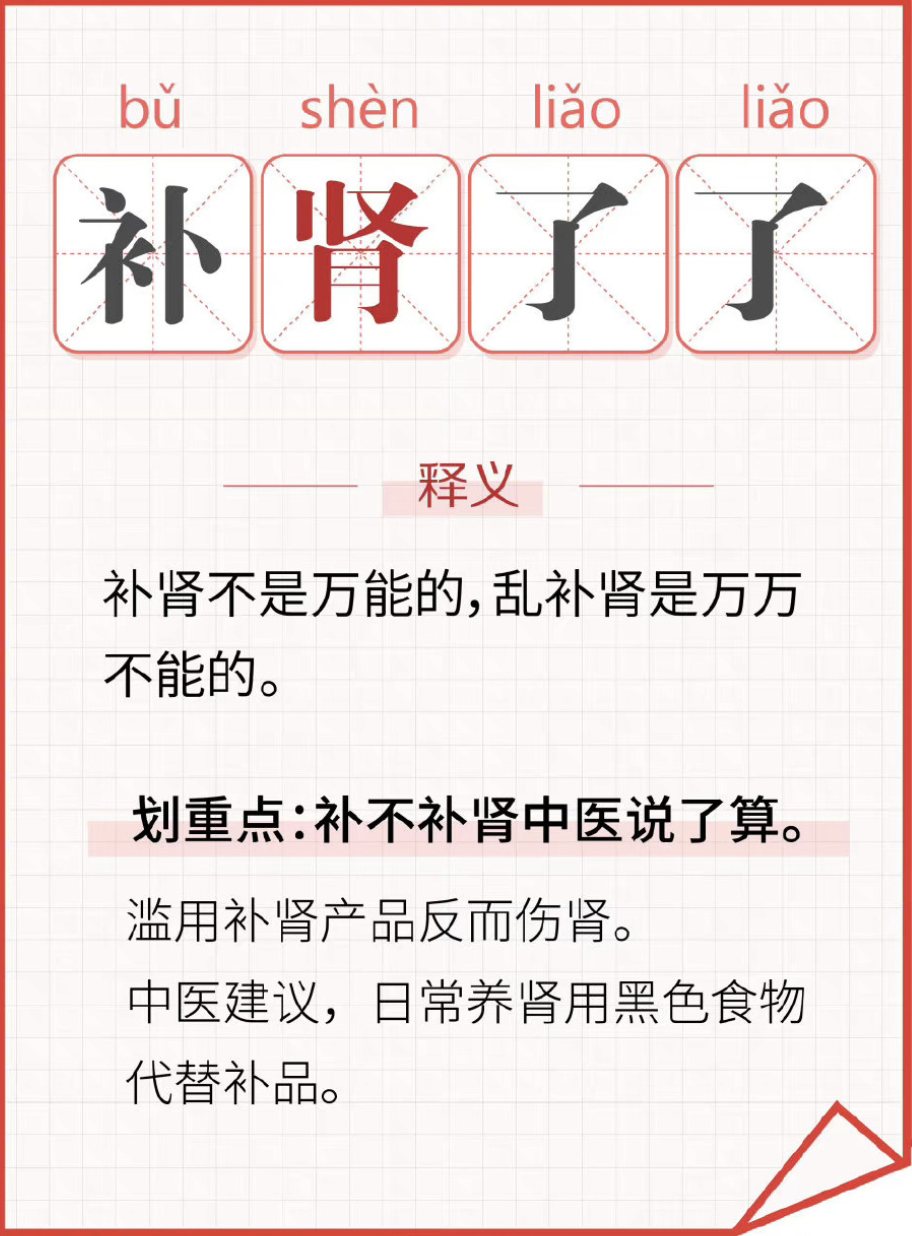 bǔ shèn liǎo liǎo
补肾了了
释义
补肾不是万能的，乱补肾是万万
不能的。
划重点：补不补肾中医说了算。
滥用补肾产品反而伤肾。
中医建议，日常养肾用黑色食物
代替补品。